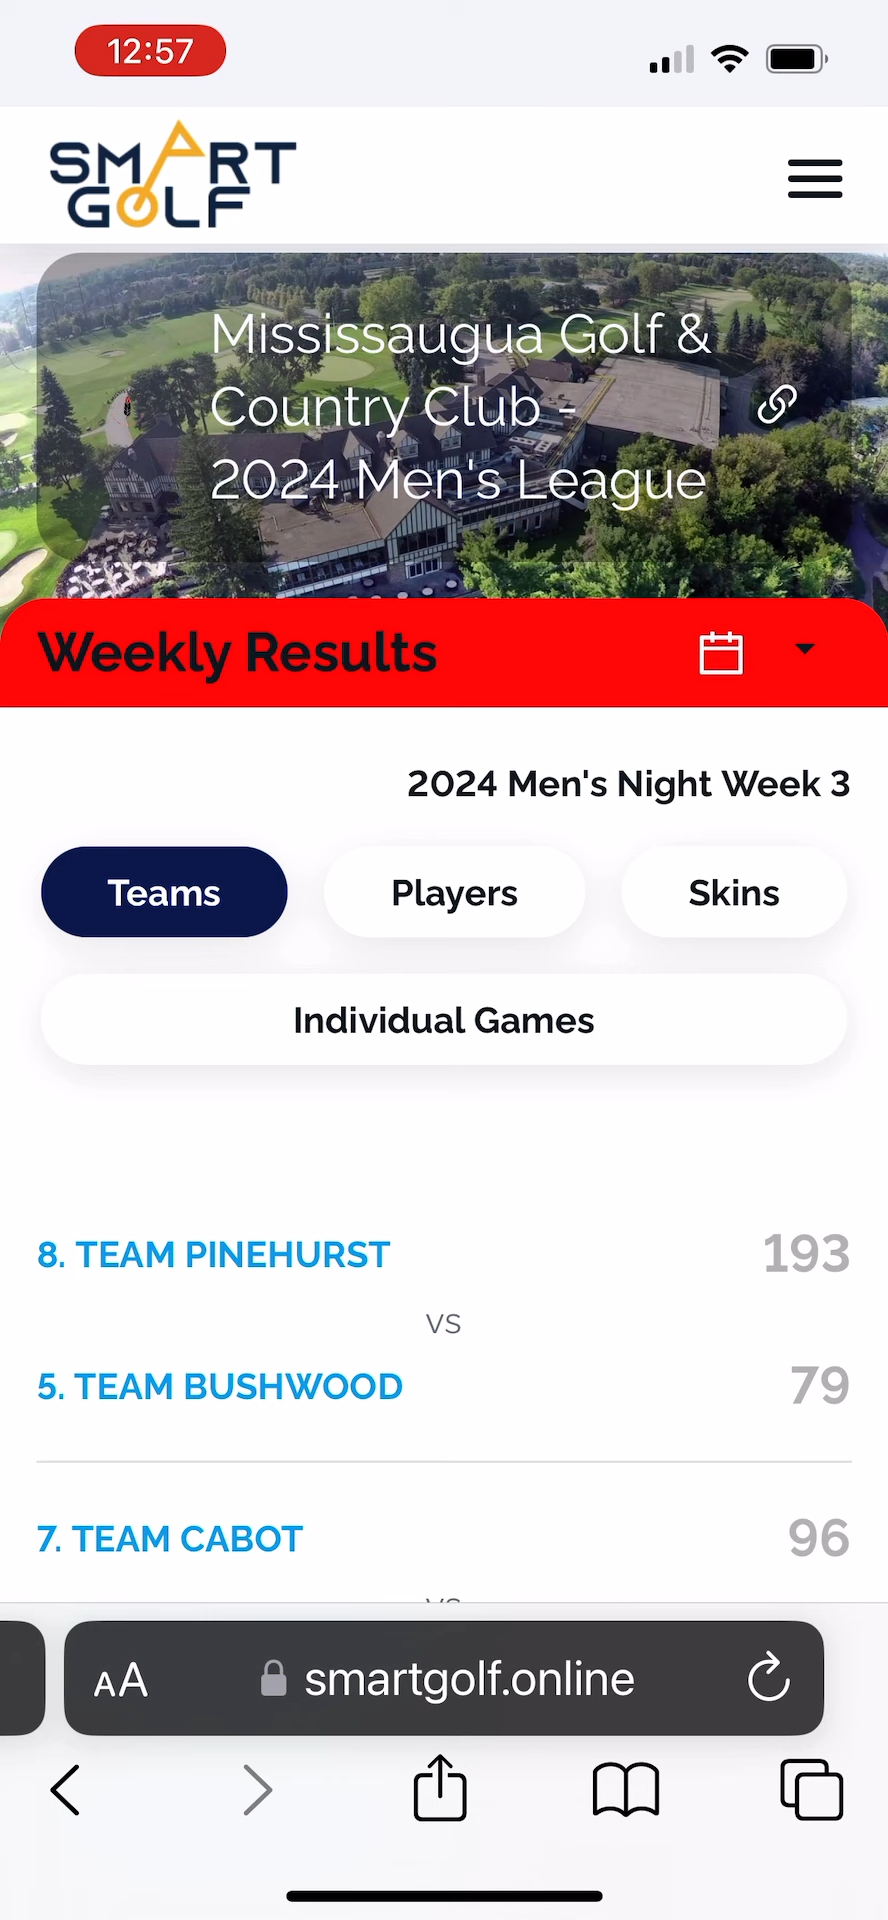 12:57
SMART
GOLF
Mississaugua Golf &
Country Club -
2024 Men's League
Weekly Results
2024 Men's Night Week 3
Teams
Players
Skins
Individual Games
8. TEAM PINEHURST
193
VS
5. TEAM BUSHWOOD
79
7. TEAM CABOT
96
VS
AA
smartgolf.online